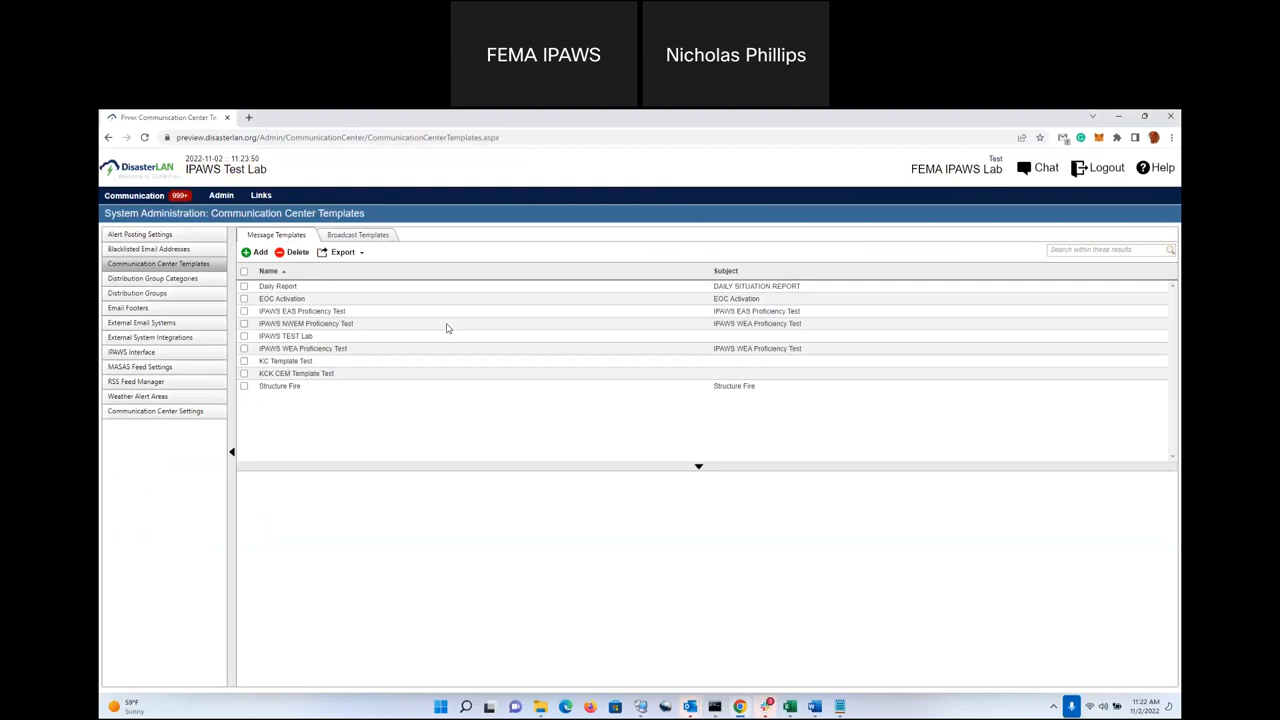 FEMA IPAWS
Nicholas Phillips
Prvw: Communication Center Te
preview.disasterlan.org/Admin/CommunicationCenter/CommunicationCenterTemplates.aspx
DisasterLAN
2022-11-02 :: 11:23:50
IPAWS Test Lab
Test
FEMA IPAWS Lab
Chat
Logout
Help
Communication 999+ Admin Links
System Administration: Communication Center Templates
Alert Posting Settings
Blacklisted Email Addresses
Communication Center Templates
Distribution Group Categories
Distribution Groups
Email Footers
External Email Systems
External System Integrations
IPAWS Interface
MASAS Feed Settings
RSS Feed Manager
Weather Alert Areas
Communication Center Settings
Message Templates Broadcast Templates
Add Delete Export
Search within these results
Name Subject
Daily Report DAILY SITUATION REPORT
EOC Activation EOC Activation
IPAWS EAS Proficiency Test IPAWS EAS Proficiency Test
IPAWS NWEM Proficiency Test IPAWS WEA Proficiency Test
IPAWS TEST Lab
IPAWS WEA Proficiency Test IPAWS WEA Proficiency Test
KC Template Test
KCK CEM Template Test
Structure Fire Structure Fire
59°F
Sunny
11:22 AM
11/2/2022